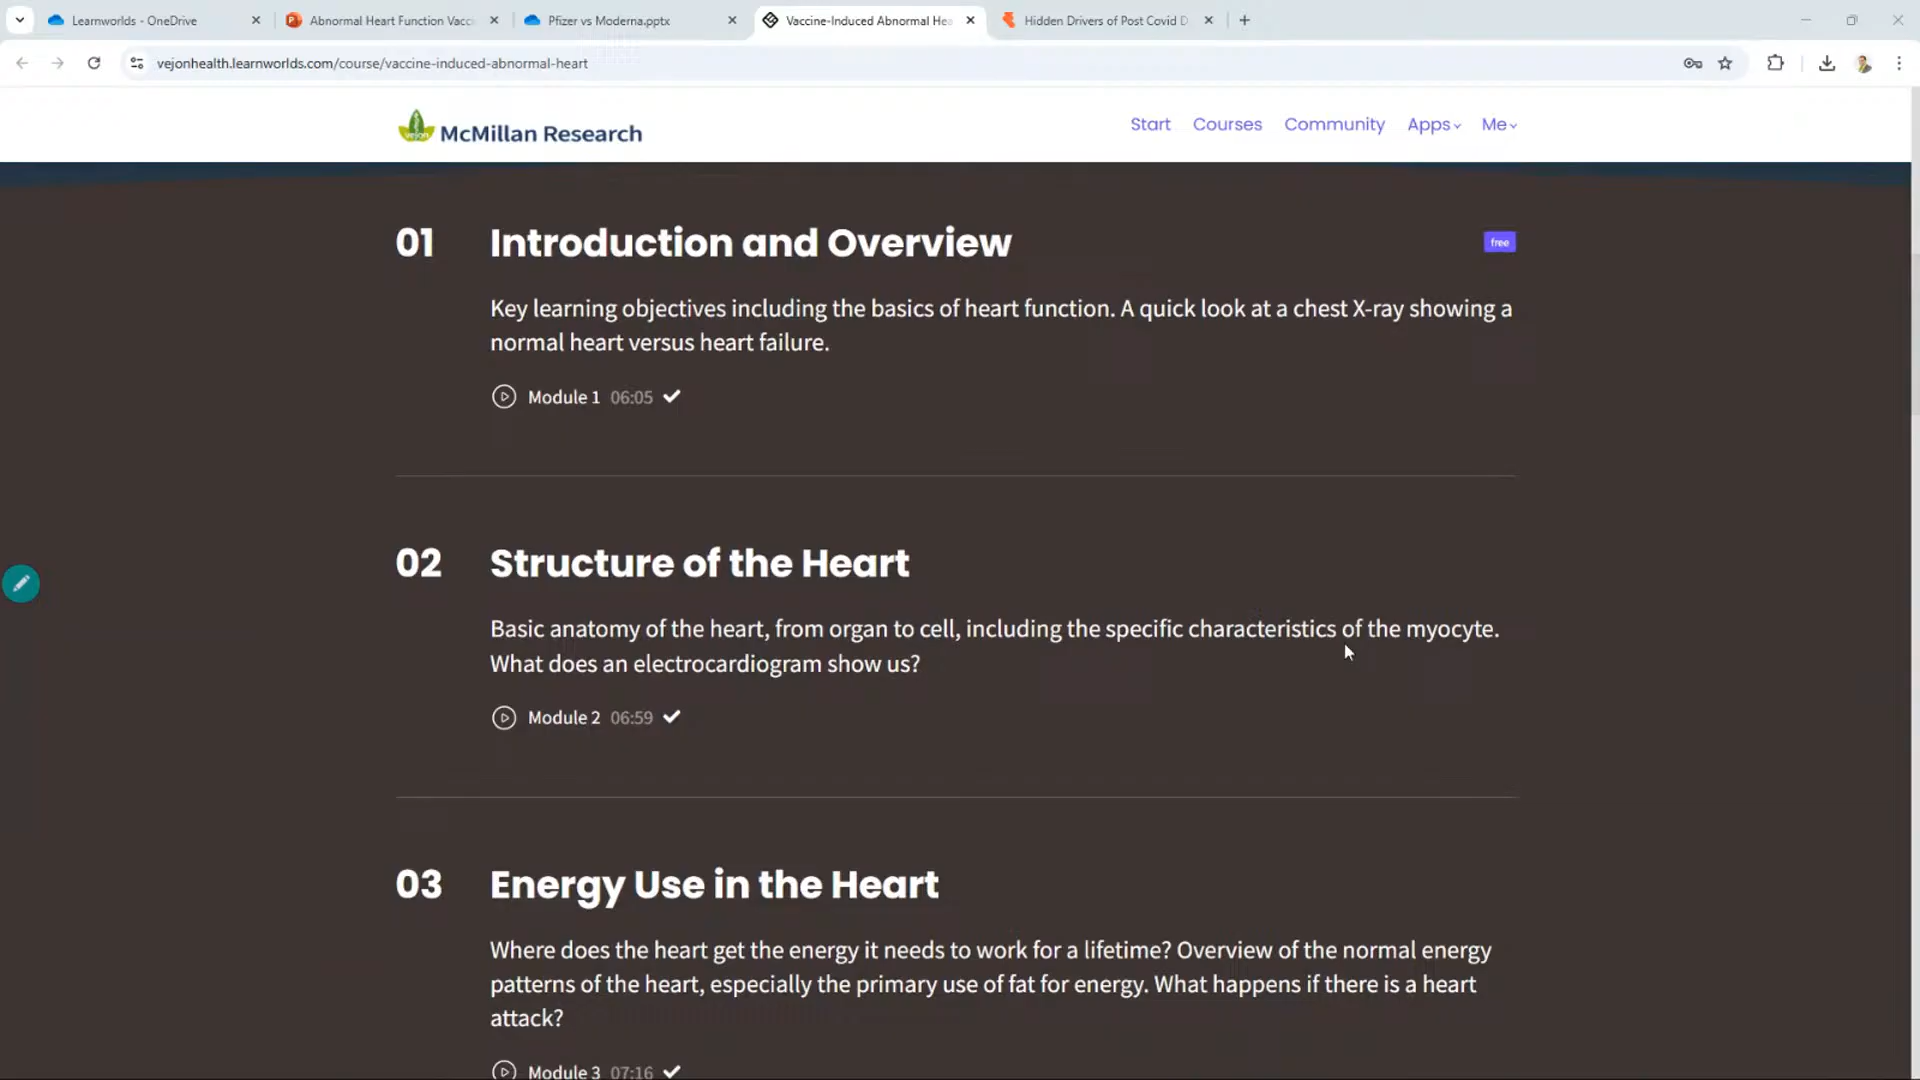 Learnworlds - OneDrive
Abnormal Heart Function Vacc
Pfizer vs Moderna.pptx
Vaccine-Induced Abnormal Hea
Hidden Drivers of Post Covid D
vejonhealth.learnworlds.com/course/vaccine-induced-abnormal-heart
vejon
McMillan Research
Start
Courses
Community
Apps
Me
01
Introduction and Overview
free
Key learning objectives including the basics of heart function. A quick look at a chest X-ray showing a
normal heart versus heart failure.
Module 1 06:05
02
Structure of the Heart
Basic anatomy of the heart, from organ to cell, including the specific characteristics of the myocyte.
What does an electrocardiogram show us?
Module 2 06:59
03
Energy Use in the Heart
Where does the heart get the energy it needs to work for a lifetime? Overview of the normal energy
patterns of the heart, especially the primary use of fat for energy. What happens if there is a heart
attack?
Module 3 07:16